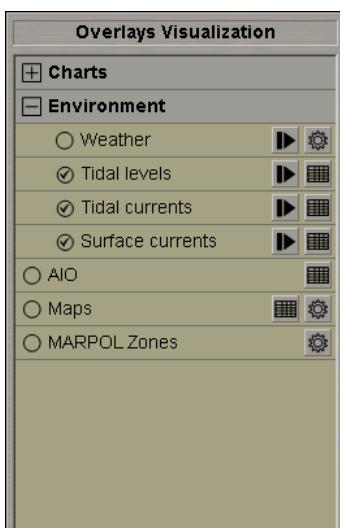 Overlays Visualization
Charts
Environment
Weather
Tidal levels
Tidal currents
Surface currents
AIO
Maps
MARPOL Zones